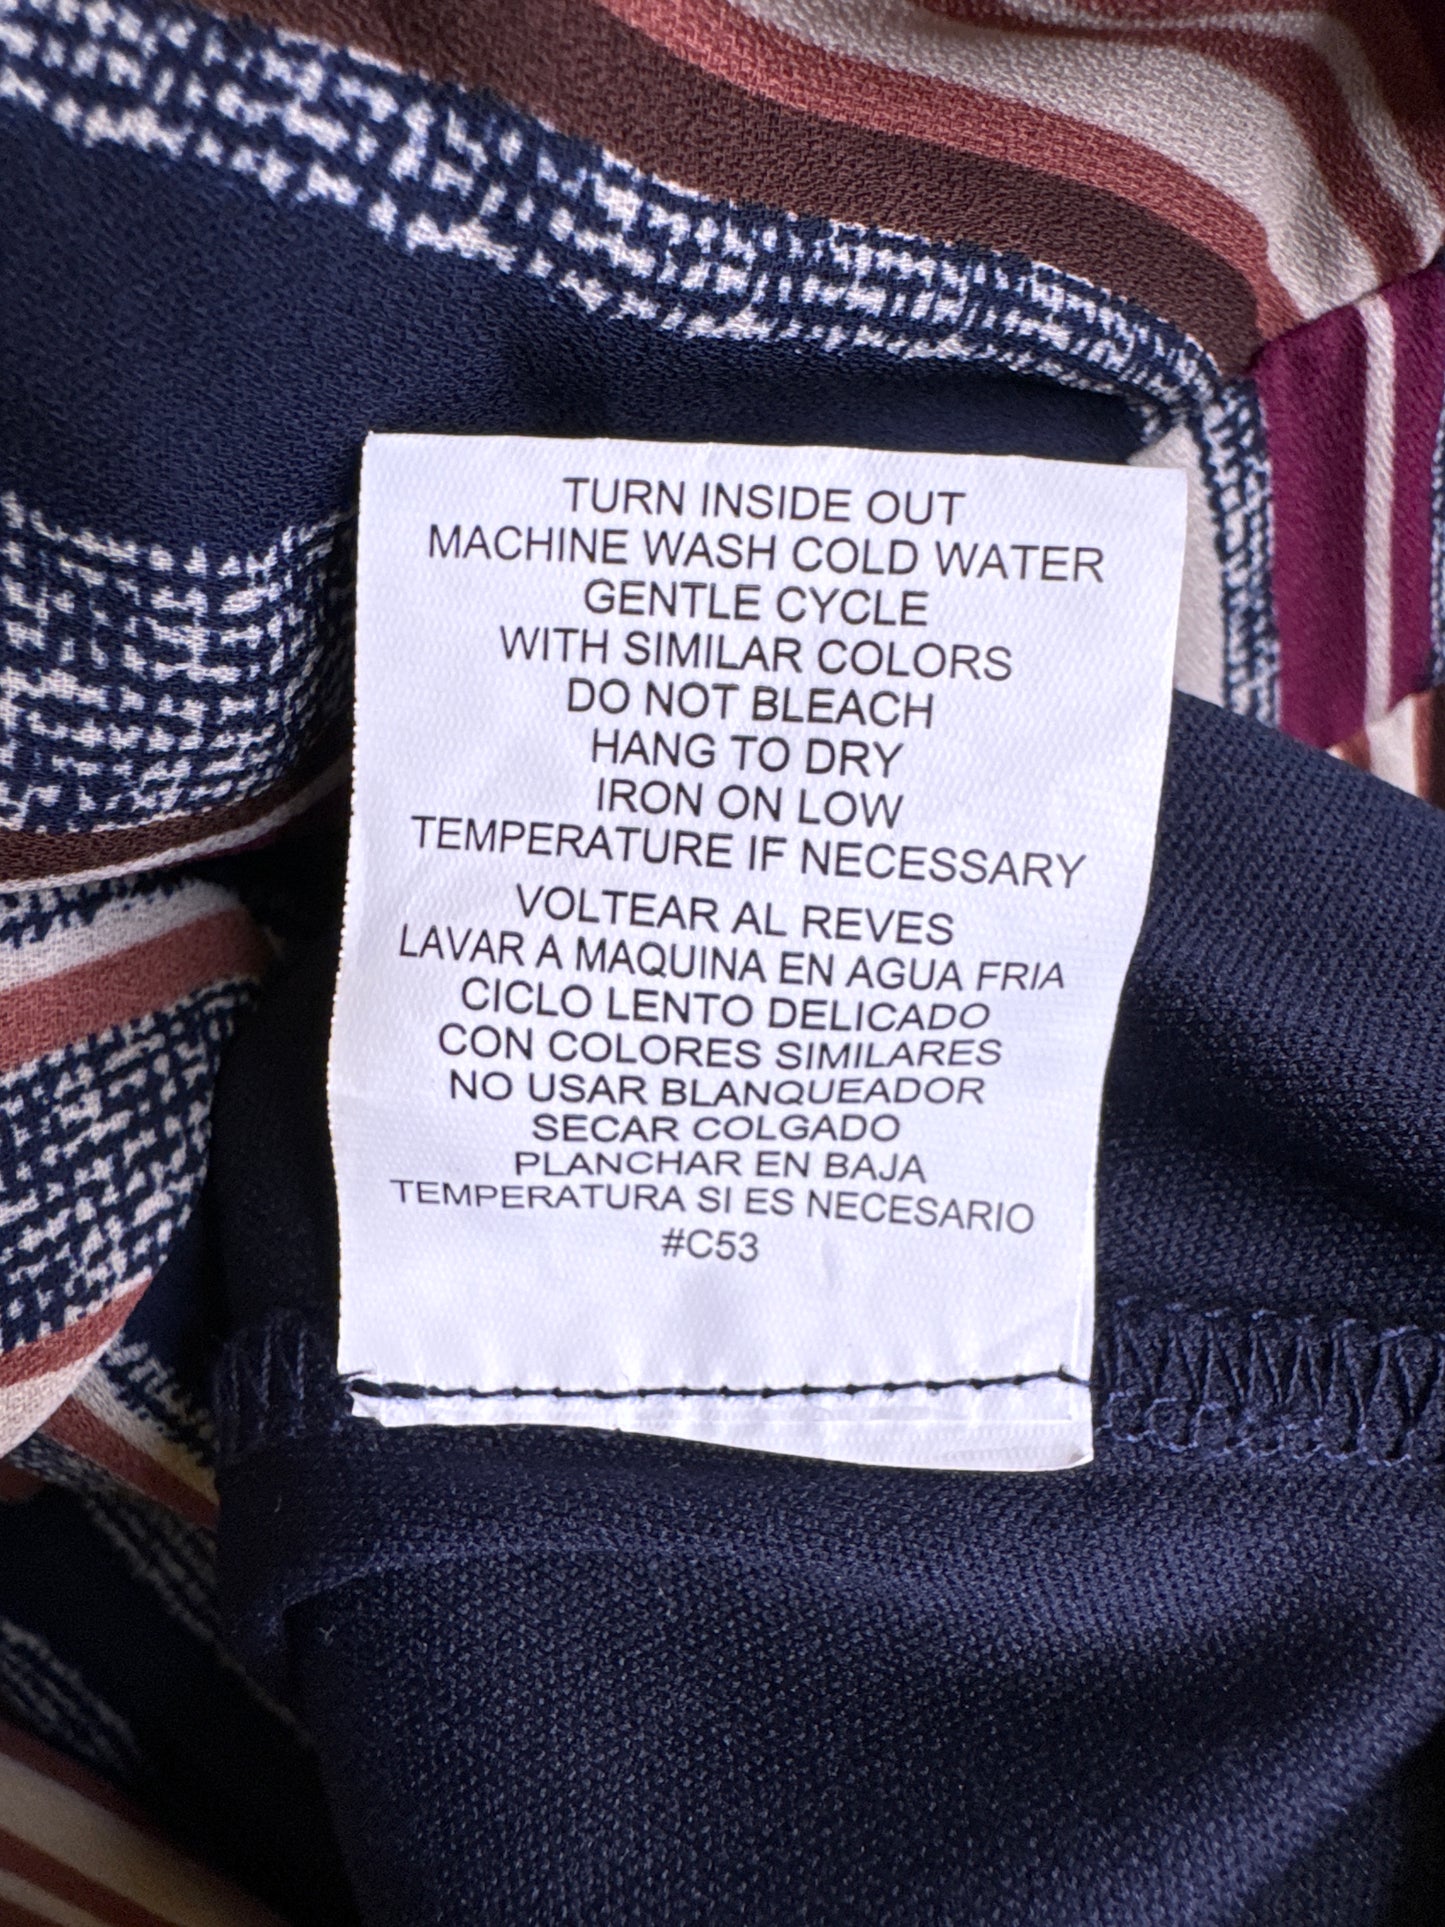 TURN INSIDE OUT
MACHINE WASH COLD WATER
GENTLE CYCLE
WITH SIMILAR COLORS
DO NOT BLEACH
HANG TO DRY
IRON ON LOW
TEMPERATURE IF NECESSARY
VOLTEAR AL REVES
LAVAR A MAQUINA EN AGUA FRIA
CICLO LENTO DELICADO
CON COLORES SIMILARES
NO USAR BLANQUEADOR
SECAR COLGADO
PLANCHAR EN BAJA
TEMPERATURA SI ES NECESARIO
#C53